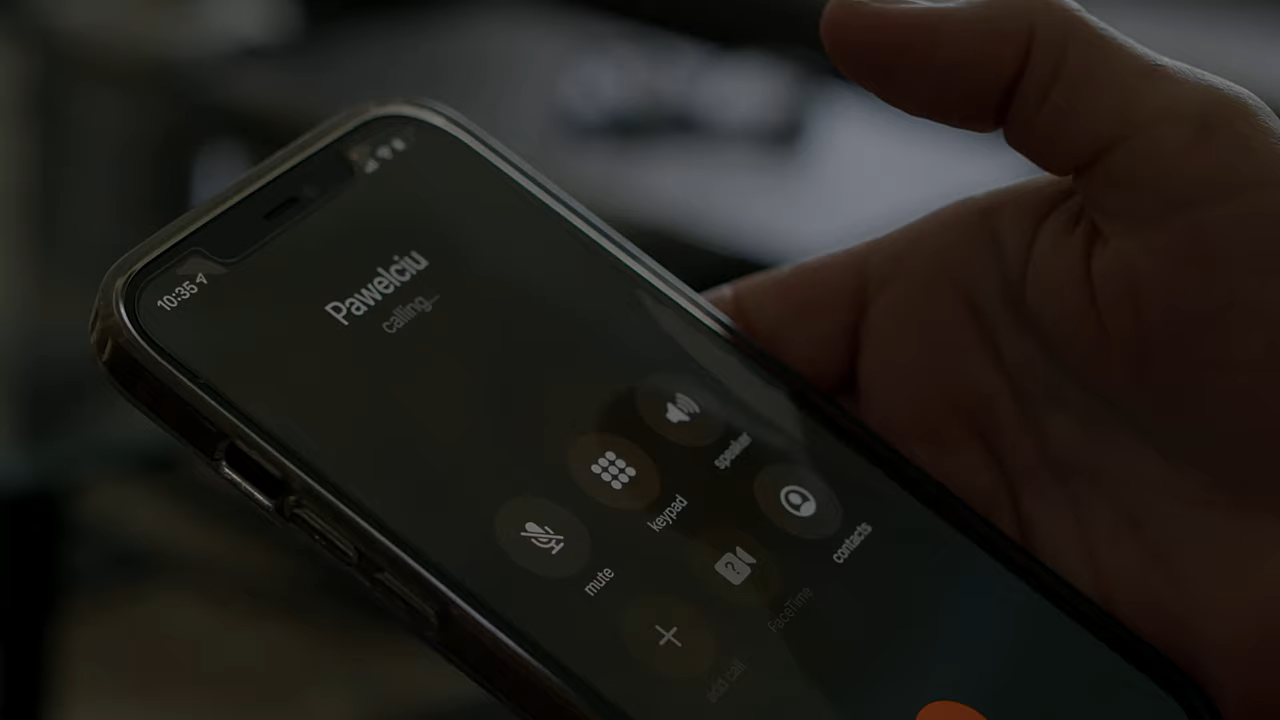 10:35
Pawelciu
calling...
mute
keypad
speaker
add call
FaceTime
contacts